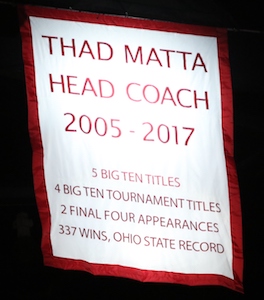 THAD MATTA
HEAD COACH
2005 - 2017
5 BIG TEN TITLES
4 BIG TEN TOURNAMENT TITLES
2 FINAL FOUR APPEARANCES
337 WINS, OHIO STATE RECORD